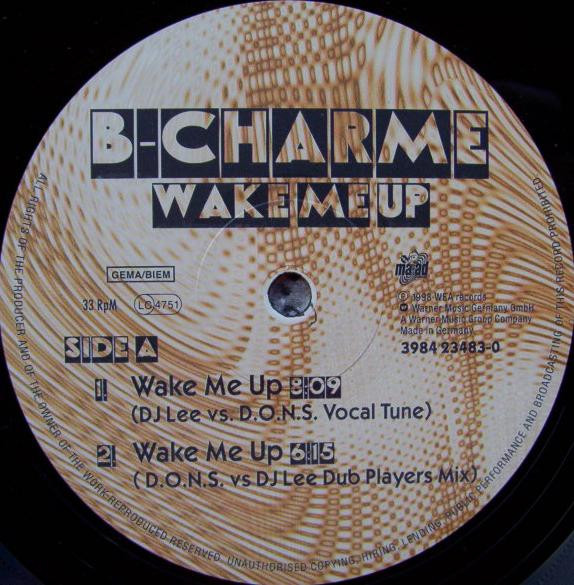 B-CHARME
WAKE ME UP
GEMA/BIEM
33 RpM LC 4751
ma·ad
℗ 1998 WEA records
© Warner Music Germany GmbH
A Warner Music Group Company
Made in Germany
3984 23483-0
SIDE A
1 Wake Me Up 8:09
(DJ Lee vs. D.O.N.S. Vocal Tune)
2 Wake Me Up 6:15
( D.O.N.S. vs DJ Lee Dub Players Mix)
ALL RIGHTS OF THE PRODUCER AND OF THE OWNER OF THE WORK REPRODUCED RESERVED. UNAUTHORISED COPYING, HIRING, LENDING, PUBLIC PERFORMANCE AND BROADCASTING OF THIS RECORD PROHIBITED